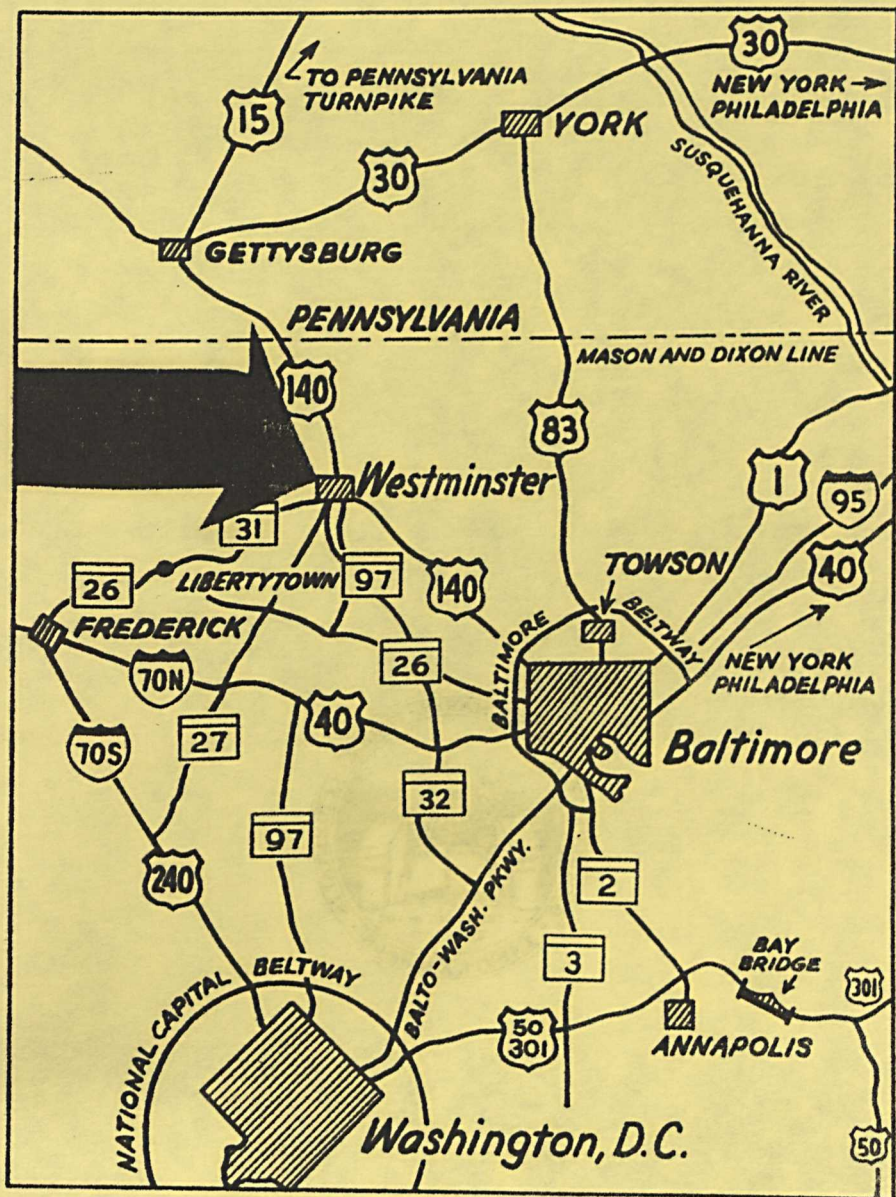 30
TO PENNSYLVANIA
TURNPIKE
NEW YORK
PHILADELPHIA
15
YORK
30
SUSQUEHANNA RIVER
GETTYSBURG
PENNSYLVANIA
MASON AND DIXON LINE
140
83
1
95
Westminster
31
26
LIBERTYTOWN
97
140
TOWSON
40
FREDERICK
BALTIMORE
BELTWAY
26
NEW YORK
PHILADELPHIA
70N
40
70S
27
Baltimore
32
97
240
2
BALTO-WASH. PKWY.
3
BAY
BRIDGE
NATIONAL CAPITAL
BELTWAY
301
50
301
ANNAPOLIS
Washington, D.C.
50